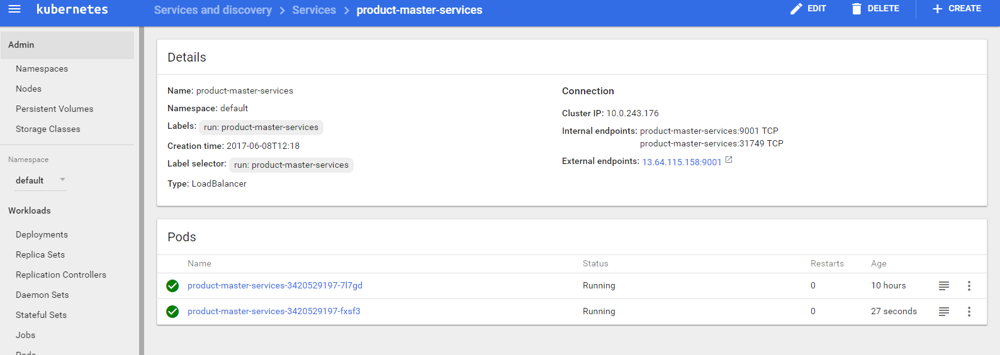 kubernetes
Services and discovery > Services > product-master-services
EDIT
DELETE
+ CREATE
Admin
Namespaces
Nodes
Persistent Volumes
Storage Classes
Namespace
default
Workloads
Deployments
Replica Sets
Replication Controllers
Daemon Sets
Stateful Sets
Jobs
Pods
Details
Name: product-master-services
Namespace: default
Labels: run: product-master-services
Creation time: 2017-06-08T12:18
Label selector: run: product-master-services
Type: LoadBalancer
Connection
Cluster IP: 10.0.243.176
Internal endpoints: product-master-services:9001 TCP
product-master-services:31749 TCP
External endpoints: 13.64.115.158:9001
Pods
Name Status Restarts Age
product-master-services-3420529197-7l7gd Running 0 10 hours
product-master-services-3420529197-fxsf3 Running 0 27 seconds